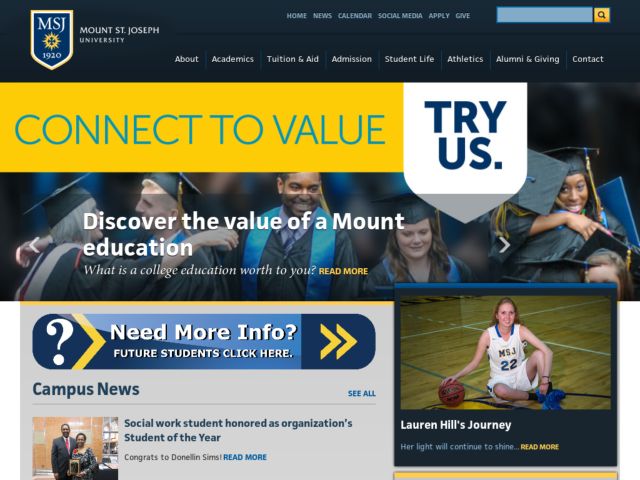 MSJ
1920
MOUNT ST. JOSEPH
UNIVERSITY
HOME NEWS CALENDAR SOCIAL MEDIA APPLY GIVE
About Academics Tuition & Aid Admission Student Life Athletics Alumni & Giving Contact
CONNECT TO VALUE
TRY
US.
Discover the value of a Mount
education
What is a college education worth to you? READ MORE
? Need More Info?
FUTURE STUDENTS CLICK HERE.
Campus News
SEE ALL
Social work student honored as organization's
Student of the Year
Congrats to Donellin Sims! READ MORE
MSJ
22
Lauren Hill's Journey
Her light will continue to shine... READ MORE